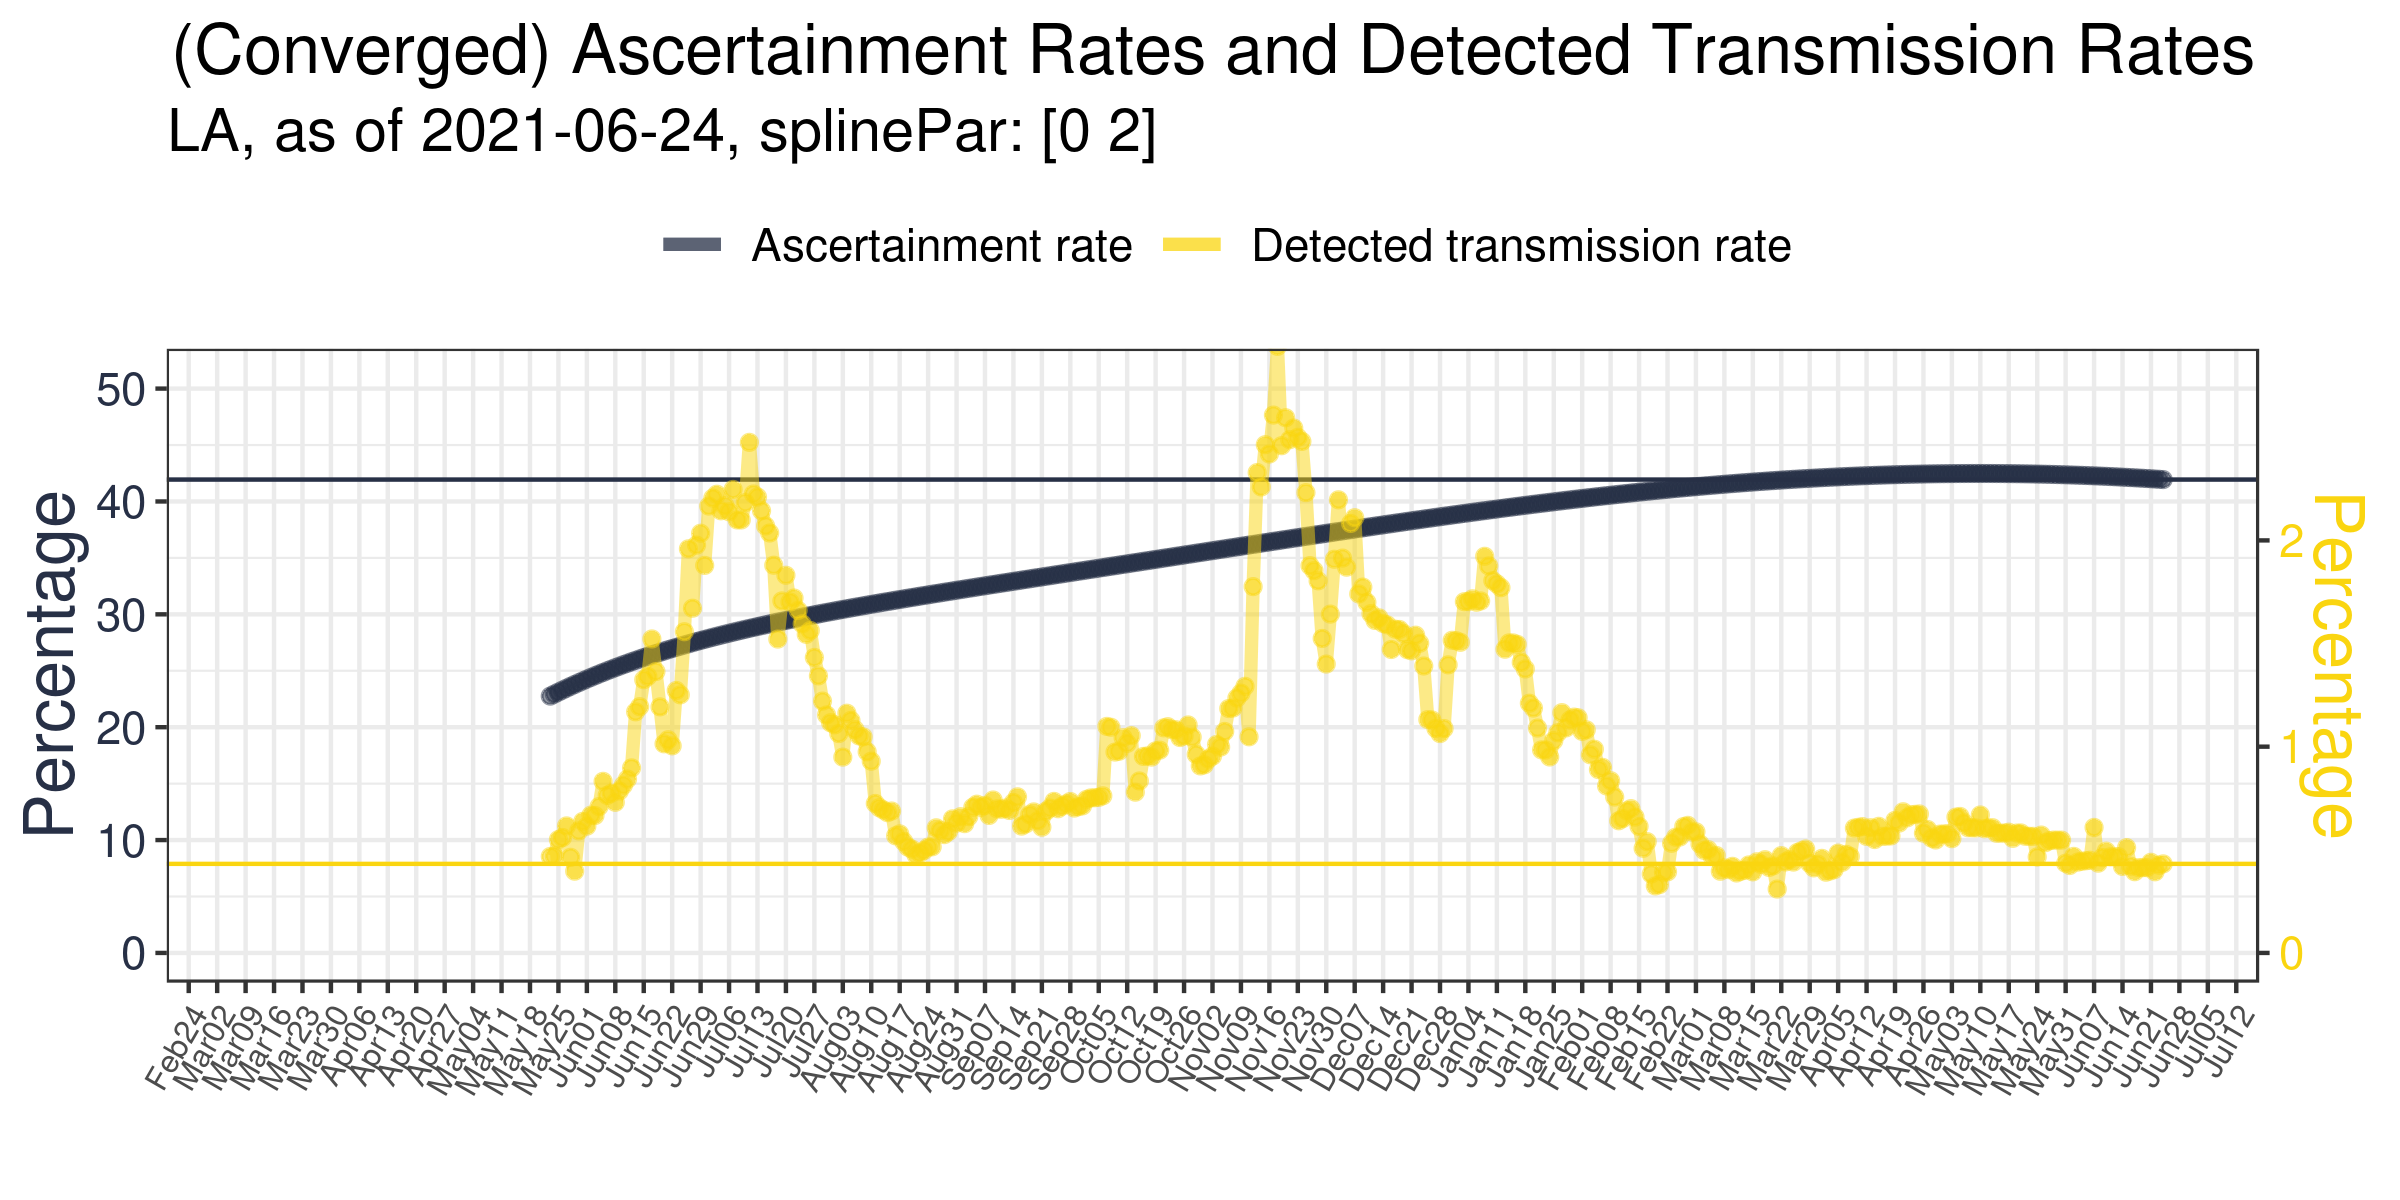 (Converged) Ascertainment Rates and Detected Transmission Rates
LA, as of 2021-06-24, splinePar: [0 2]
Ascertainment rate
Detected transmission rate
Percentage
50
40
30
20
10
0
2
1
0
Percentage
Feb24
Mar02
Mar09
Mar16
Mar23
Mar30
Apr06
Apr13
Apr20
Apr27
May04
May11
May18
May25
Jun01
Jun08
Jun15
Jun22
Jun29
Jul06
Jul13
Jul20
Jul27
Aug03
Aug10
Aug17
Aug24
Aug31
Sep07
Sep14
Sep21
Sep28
Oct05
Oct12
Oct19
Oct26
Nov02
Nov09
Nov16
Nov23
Nov30
Dec07
Dec14
Dec21
Dec28
Jan04
Jan11
Jan18
Jan25
Feb01
Feb08
Feb15
Feb22
Mar01
Mar08
Mar15
Mar22
Mar29
Apr05
Apr12
Apr19
Apr26
May03
May10
May17
May24
May31
Jun07
Jun14
Jun21
Jun28
Jul05
Jul12